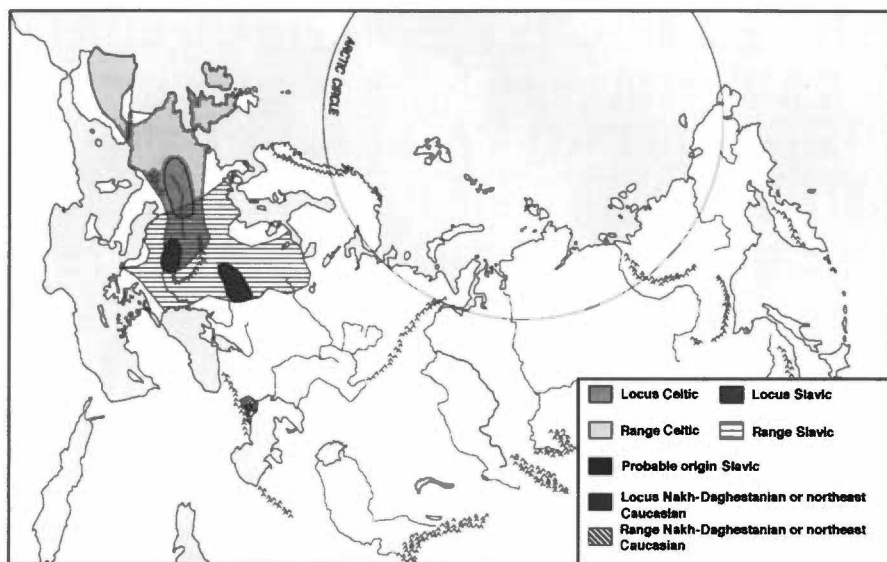 ARCTIC CIRCLE
Locus Celtic
Locus Slavic
Range Celtic
Range Slavic
Probable origin Slavic
Locus Nakh-Daghestanian or northeast
Caucasian
Range Nakh-Daghestanian or northeast
Caucasian